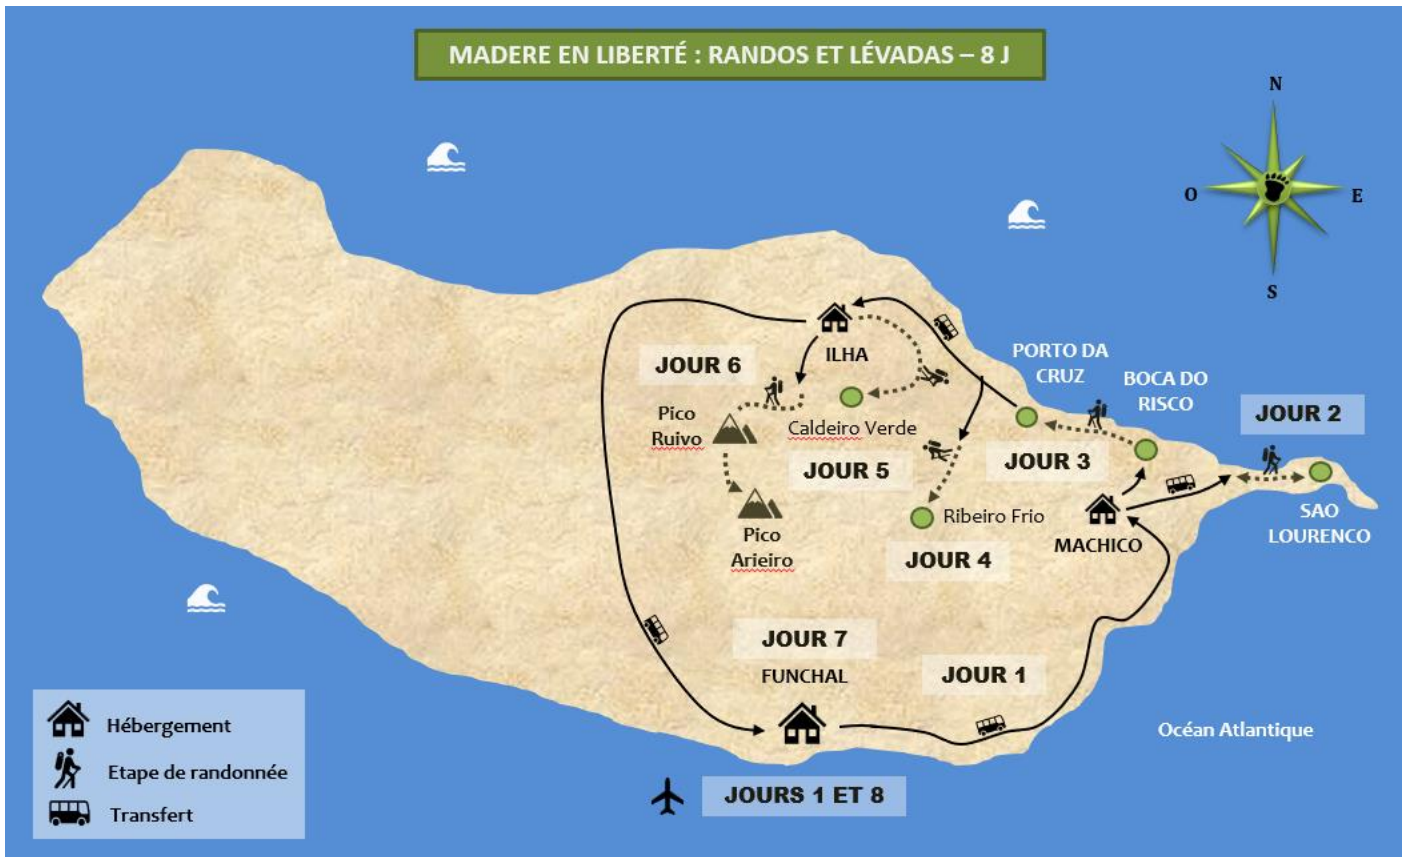 MADERE EN LIBERTÉ : RANDOS ET LÉVADAS – 8 J
N
O
E
S
ILHA
JOUR 6
PORTO DA
CRUZ
BOCA DO
RISCO
JOUR 2
Pico
Ruivo
Caldeiro Verde
JOUR 5
JOUR 3
SAO
LOURENCO
Ribeiro Frio
MACHICO
Pico
Arieiro
JOUR 4
JOUR 7
FUNCHAL
JOUR 1
Océan Atlantique
JOURS 1 ET 8
Hébergement
Etape de randonnée
Transfert